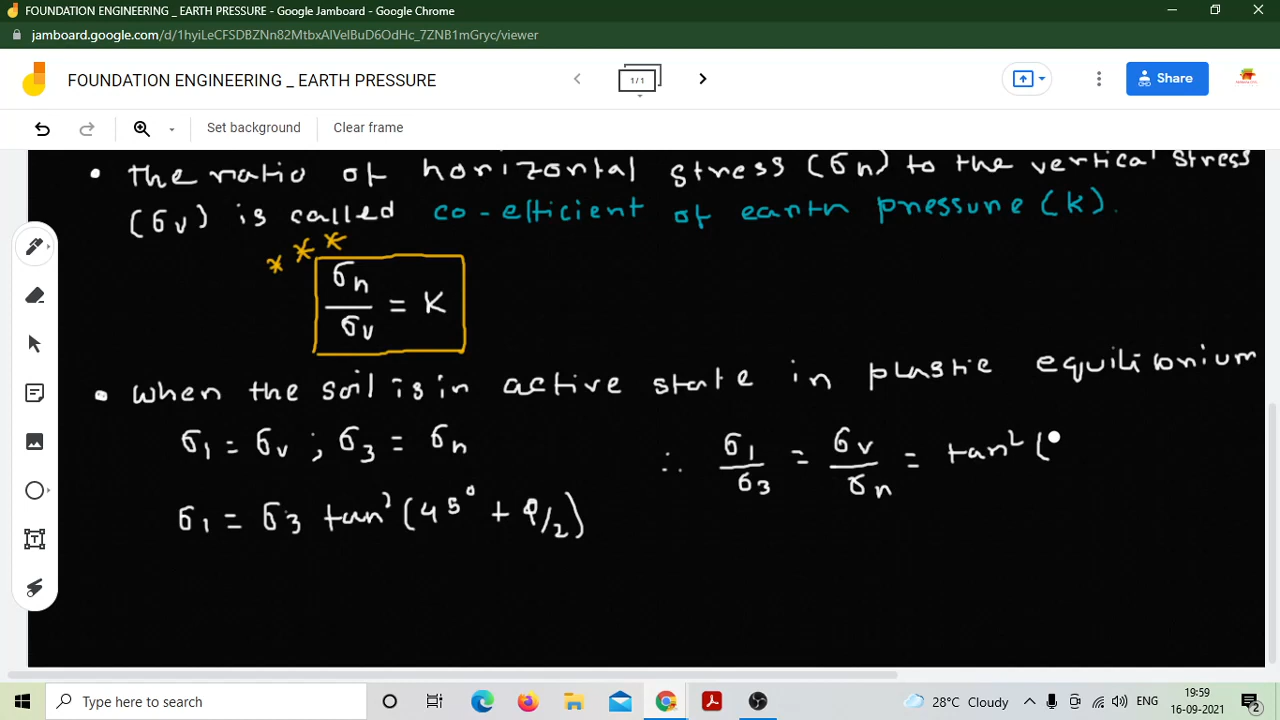 FOUNDATION ENGINEERING _ EARTH PRESSURE - Google Jamboard - Google Chrome
jamboard.google.com/d/1hyiLeCFSDBZNn82MtbxAlVelBuD6OdHc_7ZNB1mGryc/viewer
FOUNDATION ENGINEERING _ EARTH PRESSURE
1/1
Share
Set background
Clear frame
• the ratio of horizontal stress (σh) to the vertical stress
(σv) is called co-efficient of earth pressure (K).
* * *
σh/σv = K
• when the soil is in active state in plastic equilibrium
σ1 = σv ; σ3 = σh
∴ σ1/σ3 = σv/σh = tan² (
σ1 = σ3 tan² (45° + φ/2)
Type here to search
28°C Cloudy
ENG
19:59
16-09-2021
2